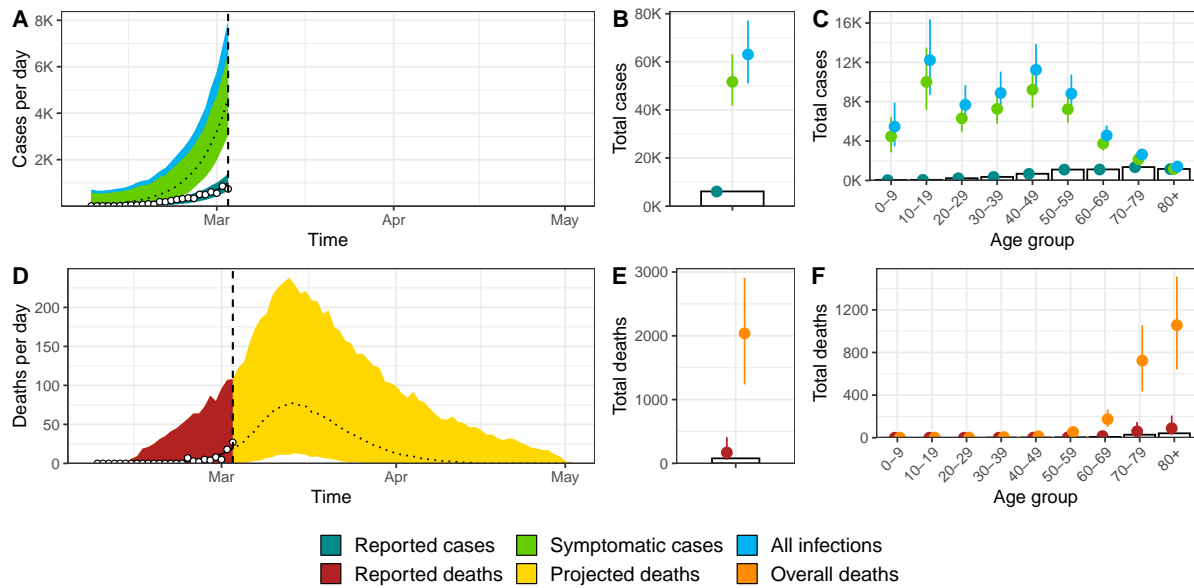 A
Cases per day
8K
6K
4K
2K
Mar
Apr
May
Time
B
Total cases
80K
60K
40K
20K
0K
C
Total cases
16K
12K
8K
4K
0K
0−9
10−19
20−29
30−39
40−49
50−59
60−69
70−79
80+
Age group
D
Deaths per day
200
150
100
50
0
Mar
Apr
May
Time
E
Total deaths
3000
2000
1000
0
F
Total deaths
1200
800
400
0
0−9
10−19
20−29
30−39
40−49
50−59
60−69
70−79
80+
Age group
Reported cases
Symptomatic cases
All infections
Reported deaths
Projected deaths
Overall deaths